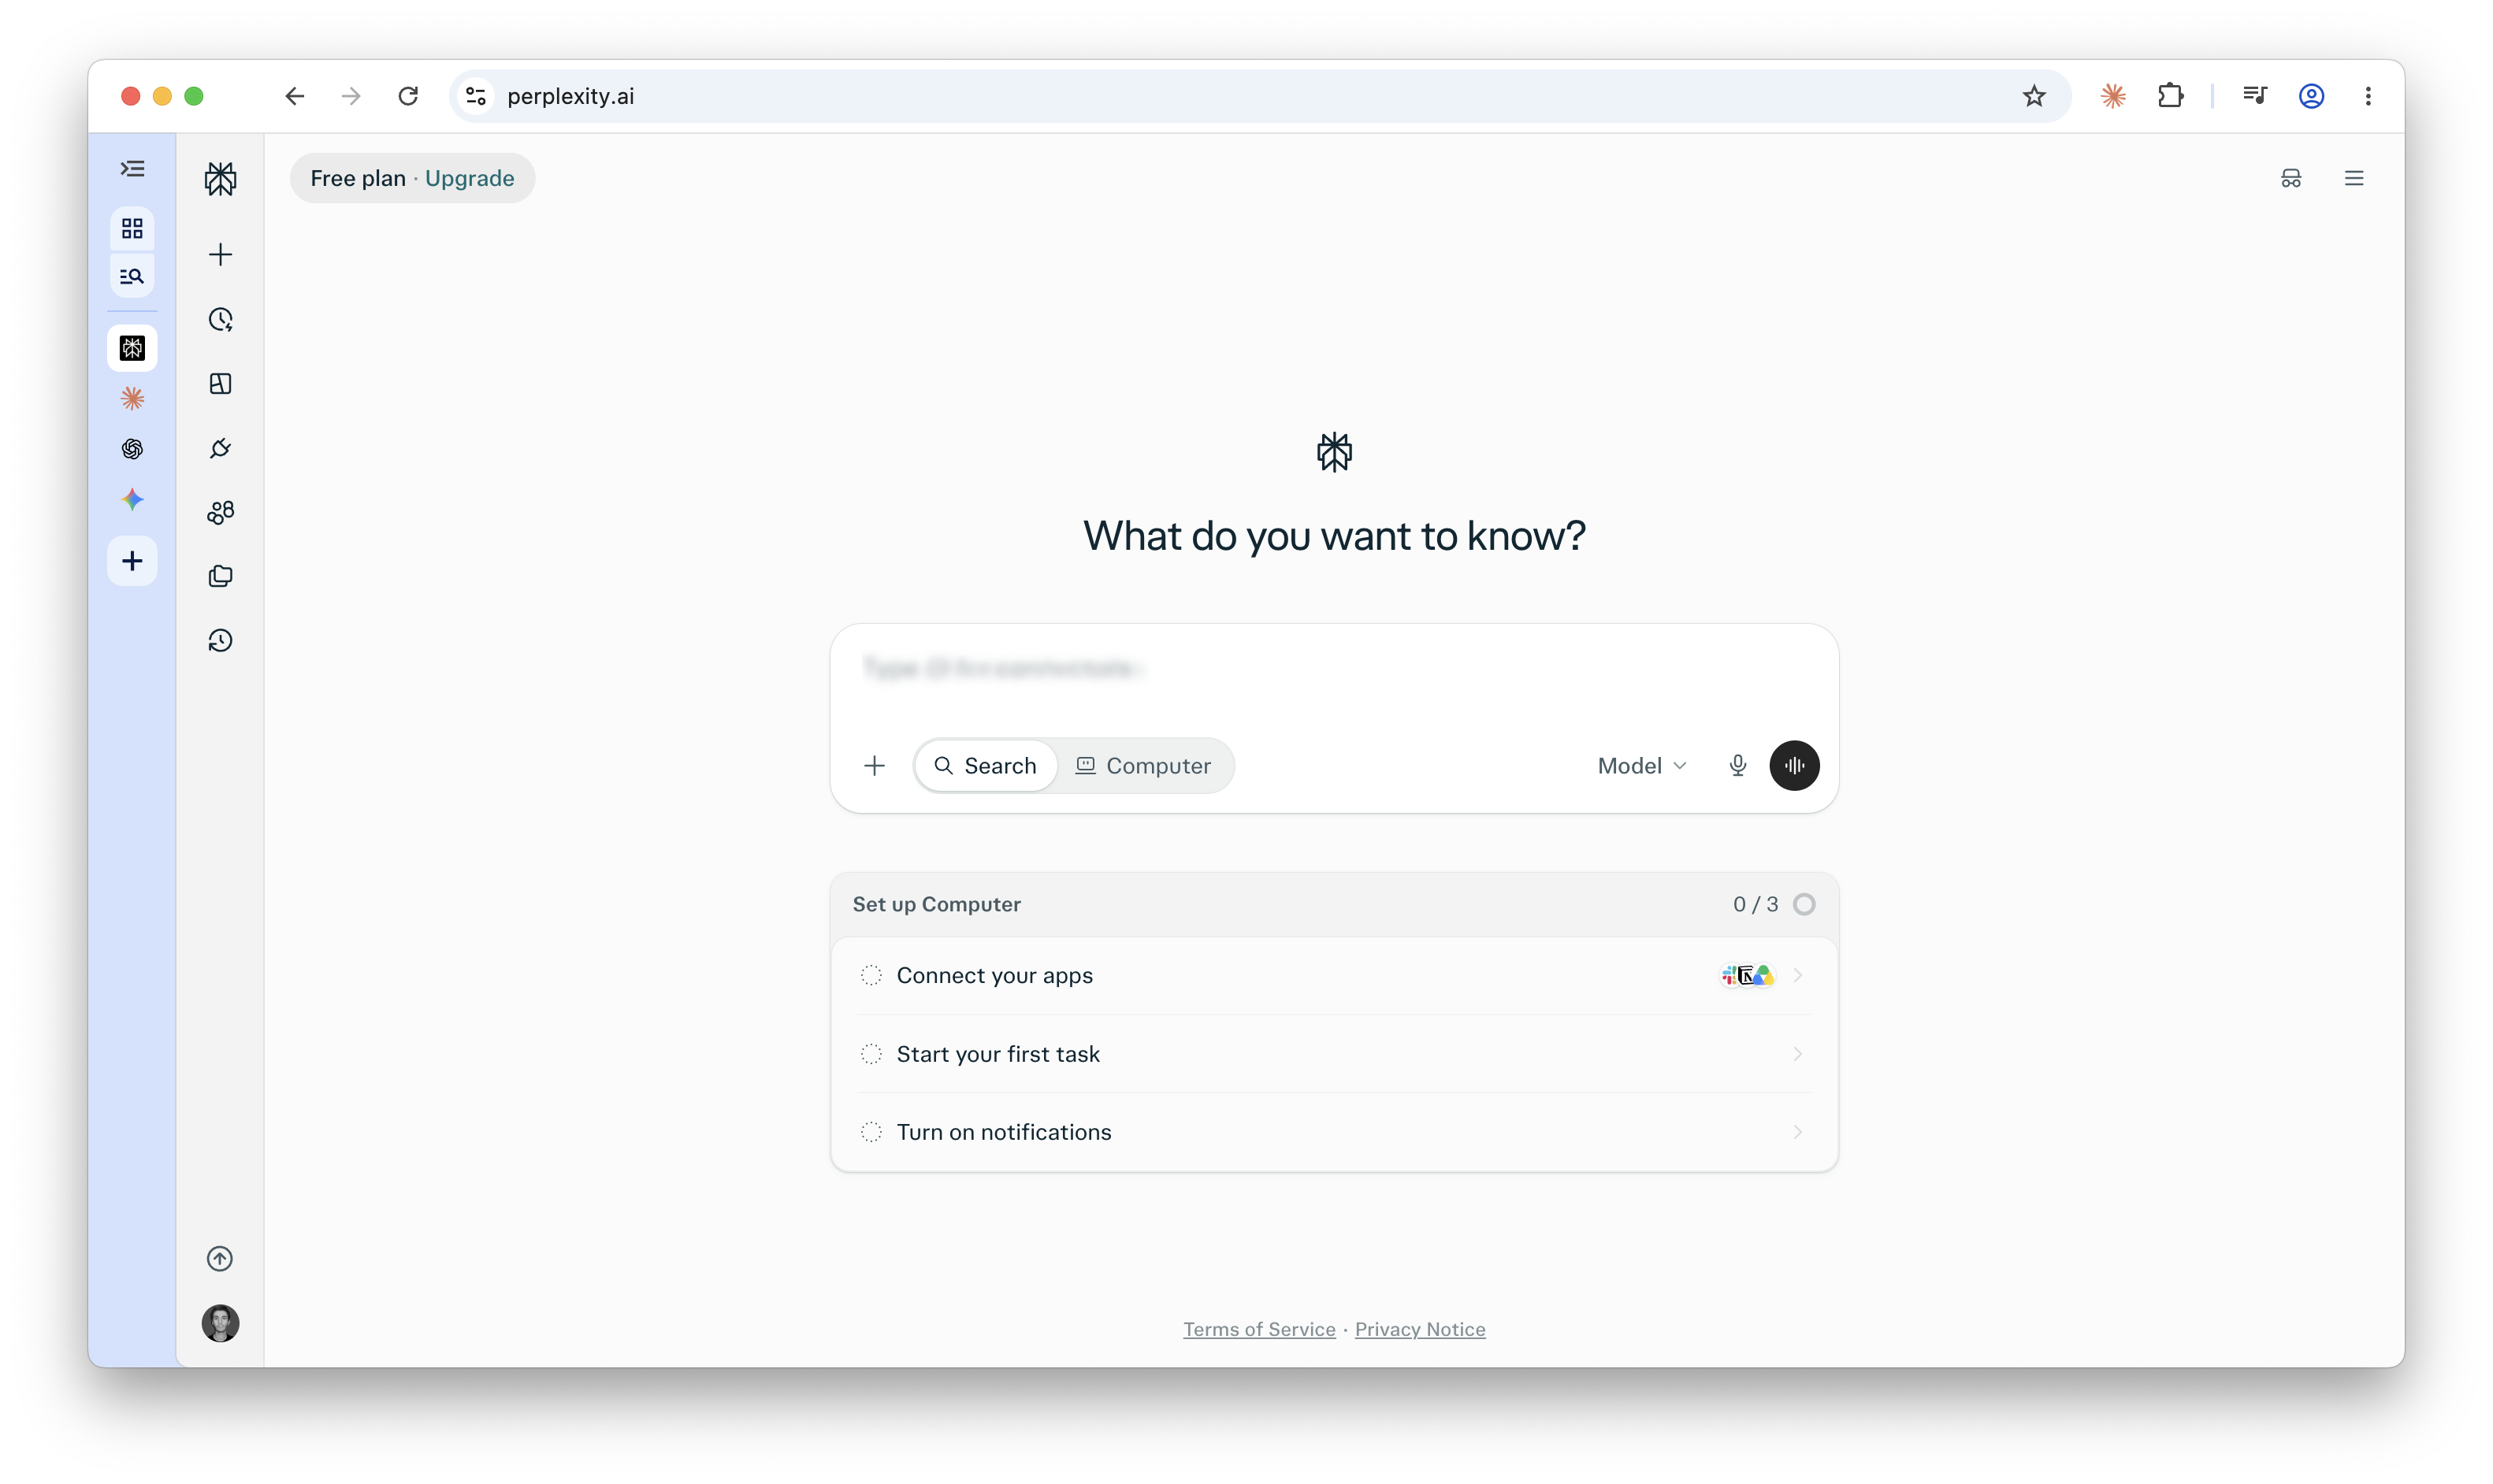 perplexity.ai
Free plan · Upgrade
What do you want to know?
Search
Computer
Model
Set up Computer
0 / 3
Connect your apps
Start your first task
Turn on notifications
Terms of Service · Privacy Notice